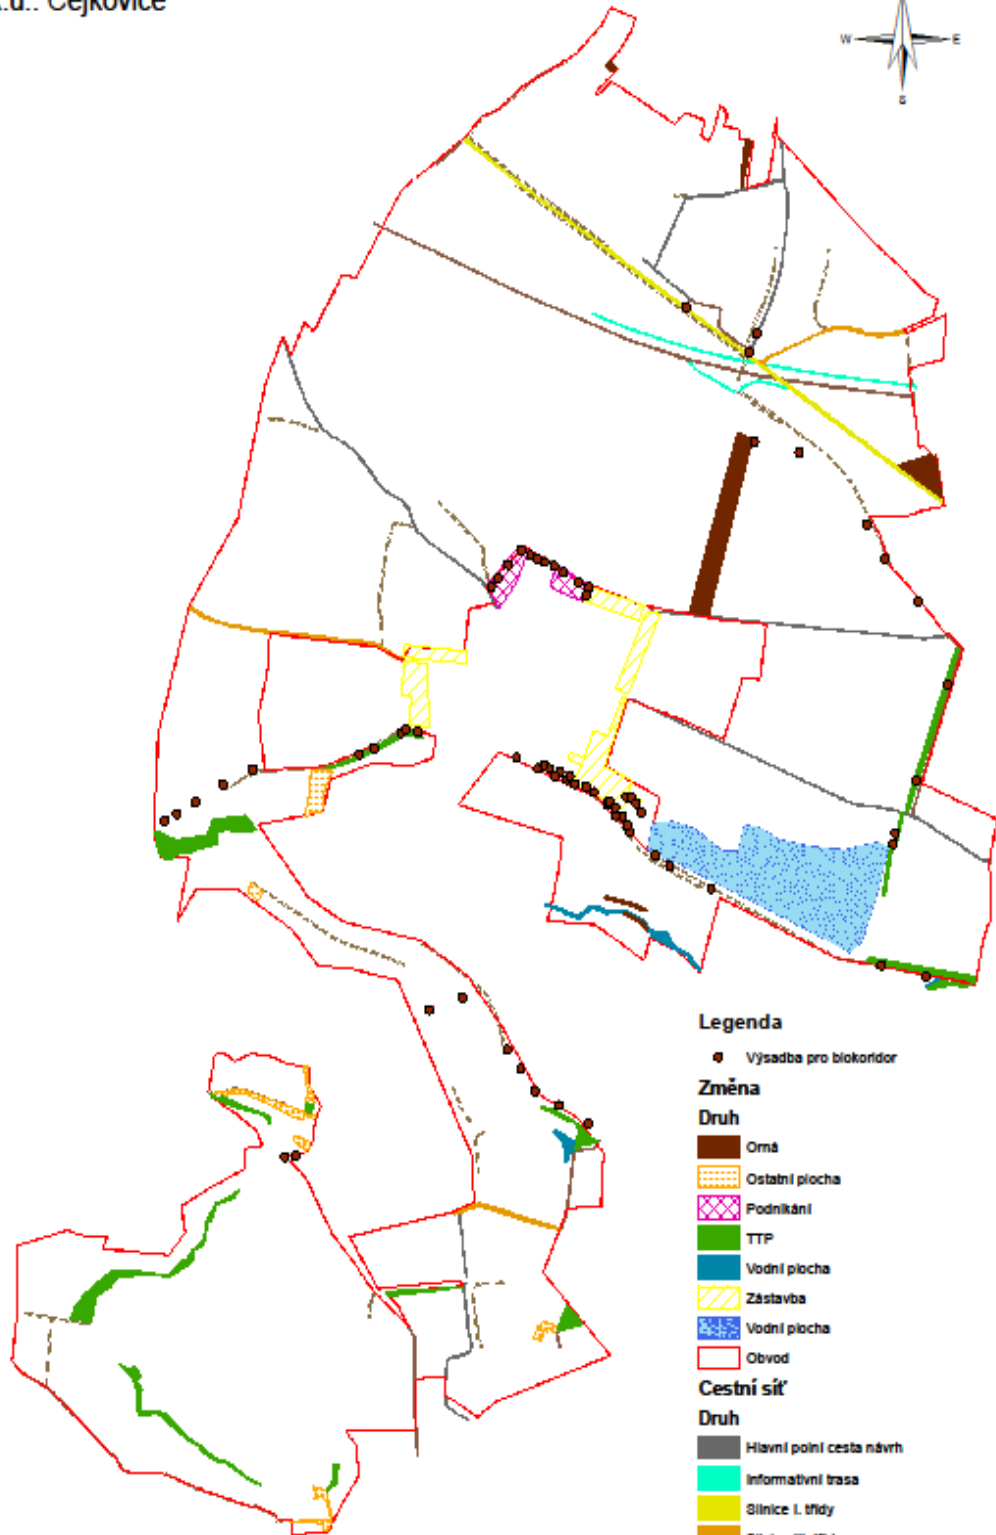 Čejkovice
W E
S
Legenda
Výsadba pro biokoridor
Změna
Druh
Orná
Ostatní plocha
Podnikání
TTP
Vodní plocha
Zástavba
Vodní plocha
Obvod
Cestní síť
Druh
Hlavní polní cesta návrh
Informativní trasa
Silnice I. třídy